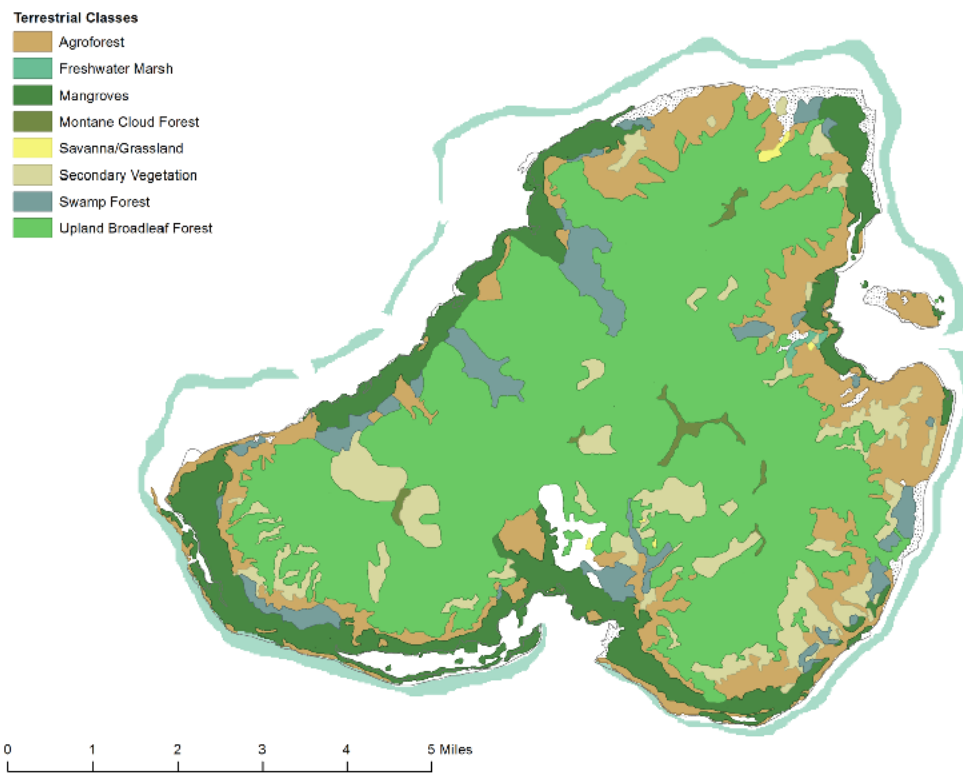 Terrestrial Classes
Agroforest
Freshwater Marsh
Mangroves
Montane Cloud Forest
Savanna/Grassland
Secondary Vegetation
Swamp Forest
Upland Broadleaf Forest
0 1 2 3 4 5 Miles